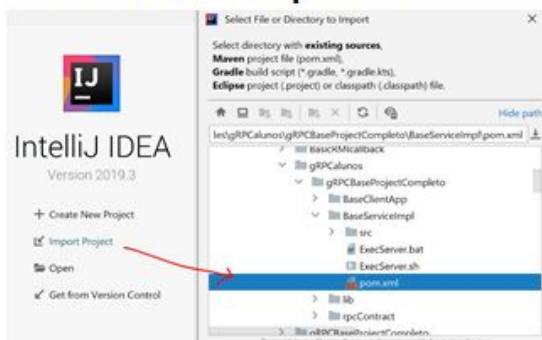 Select File or Directory to Import
Select directory with existing sources,
Maven project file (pom.xml),
Gradle build script (*.gradle, *.gradle.kts),
Eclipse project (.project) or classpath (.classpath) file.
Hide path
les\gRPCalunos\gRPCBaseProjectCompleto\BaseServiceImpl\pom.xml
BasicRMIcallback
gRPCalunos
gRPCBaseProjectCompleto
BaseClientApp
BaseServiceImpl
src
ExecServer.bat
ExecServer.sh
pom.xml
lib
rpcContract
gRPCBaseProjectCompleto
IJ
IntelliJ IDEA
Version 2019.3
Create New Project
Import Project
Open
Get from Version Control